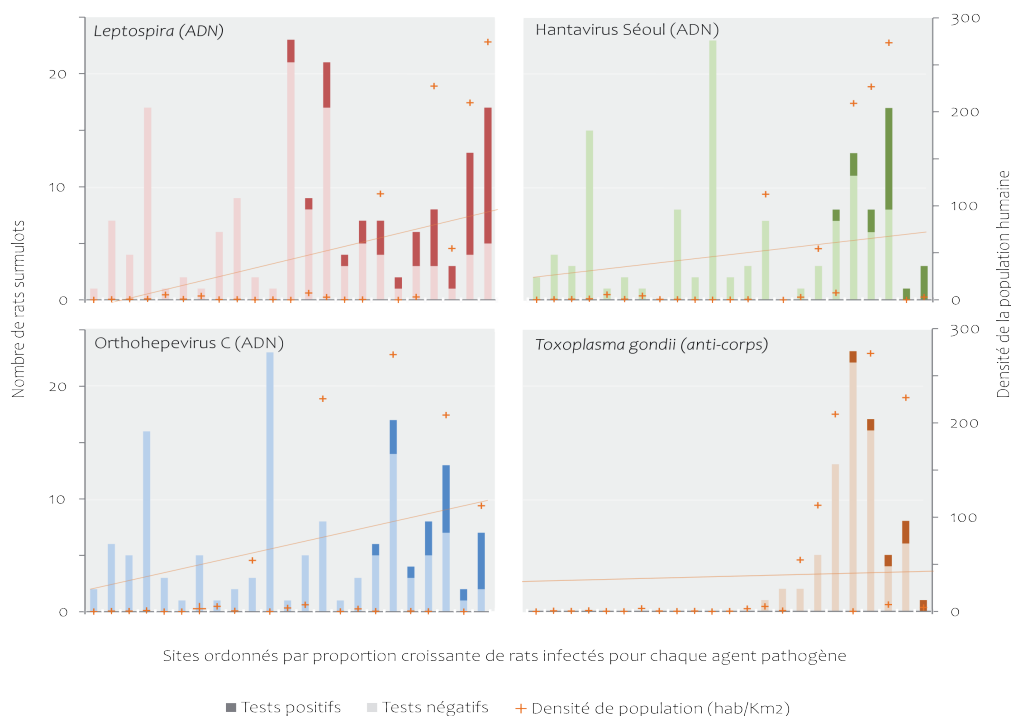 Leptospira (ADN)
Hantavirus Séoul (ADN)
300
20
200
10
100
0
0
Nombre de rats surmulots
Densité de la population humaine
Orthohepevirus C (ADN)
Toxoplasma gondii (anti-corps)
300
20
200
10
100
0
0
Sites ordonnés par proportion croissante de rats infectés pour chaque agent pathogène
Tests positifs
Tests négatifs
Densité de population (hab/Km2)